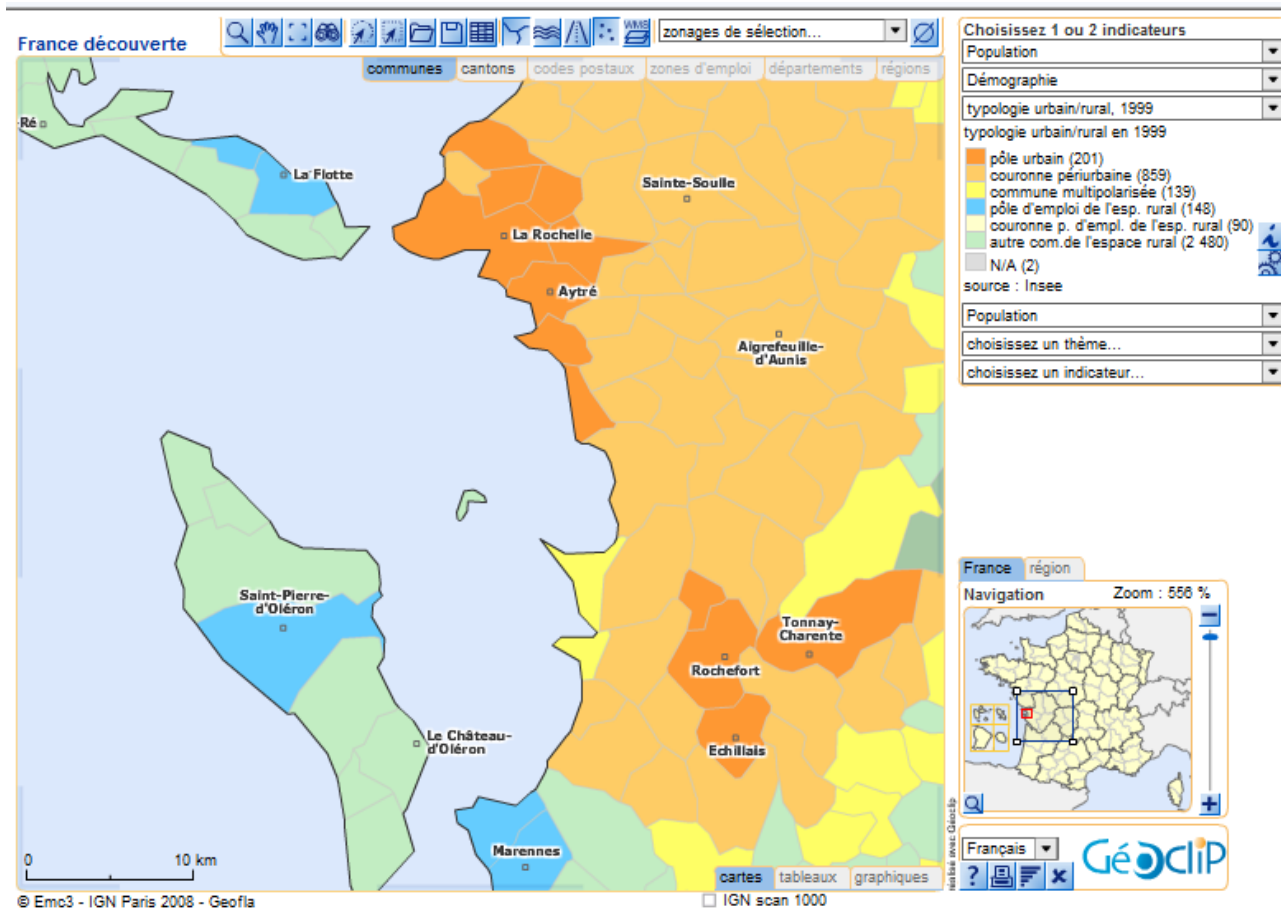 France découverte
WMS
zonages de sélection...
communes
cantons
codes postaux
zones d'emploi
départements
régions
Ré
La Flotte
La Rochelle
Aytré
Sainte-Soulle
Aigrefeuille-
d'Aunis
Saint-Pierre-
d'Oléron
Le Château-
d'Oléron
Rochefort
Tonnay-
Charente
Echillais
Marennes
0
10 km
cartes
tableaux
graphiques
© Emc3 - IGN Paris 2008 - Geofla
IGN scan 1000
réalisé avec Géoclip
Choisissez 1 ou 2 indicateurs
Population
Démographie
typologie urbain/rural, 1999
typologie urbain/rural en 1999
pôle urbain (201)
couronne périurbaine (859)
commune multipolarisée (139)
pôle d'emploi de l'esp. rural (148)
couronne p. d'empl. de l'esp. rural (90)
autre com.de l'espace rural (2 480)
N/A (2)
source : Insee
Population
choisissez un thème...
choisissez un indicateur...
France
région
Navigation
Zoom : 556 %
Français
GéocliP